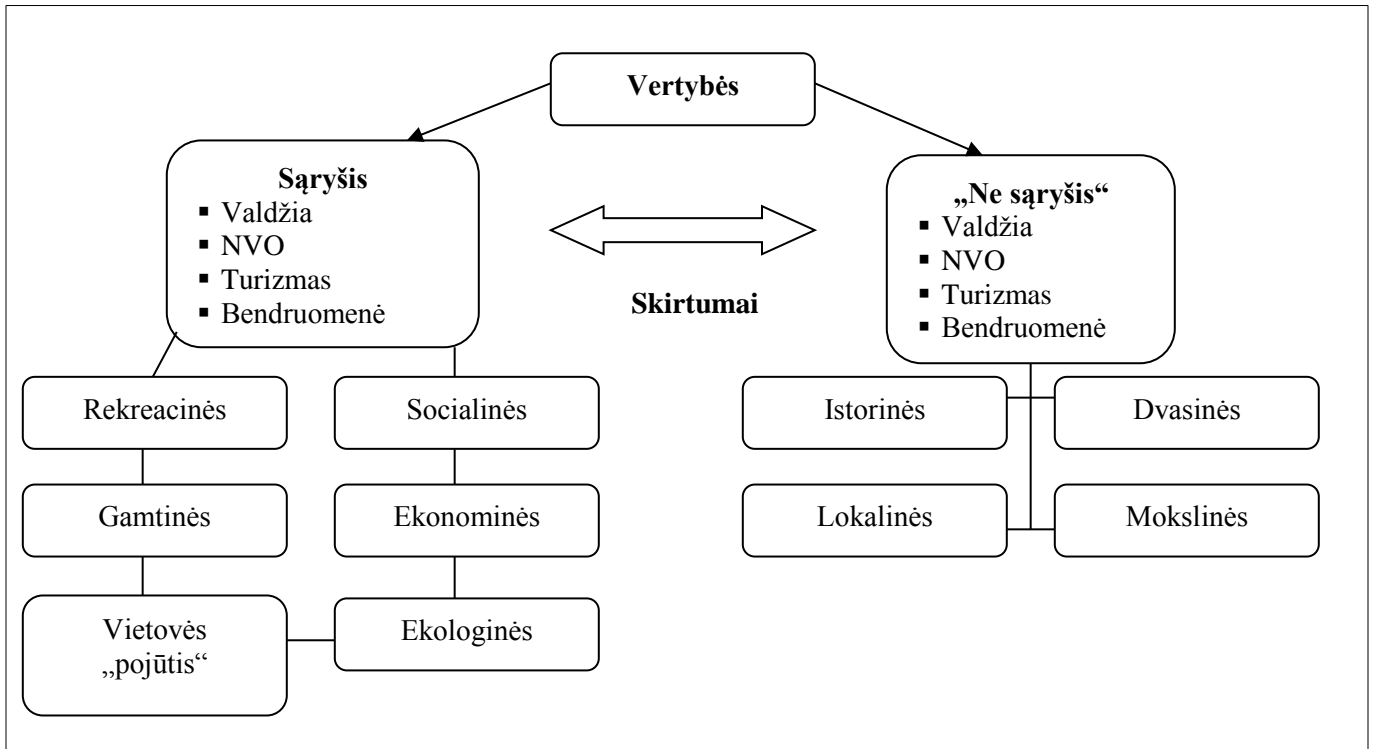 Vertybės
Sąryšis
▪ Valdžia
▪ NVO
▪ Turizmas
▪ Bendruomenė
Skirtumai
„Ne sąryšis“
▪ Valdžia
▪ NVO
▪ Turizmas
▪ Bendruomenė
Rekreacinės
Socialinės
Istorinės
Dvasinės
Gamtinės
Ekonominės
Lokalinės
Mokslinės
Vietovės
„pojūtis“
Ekologinės